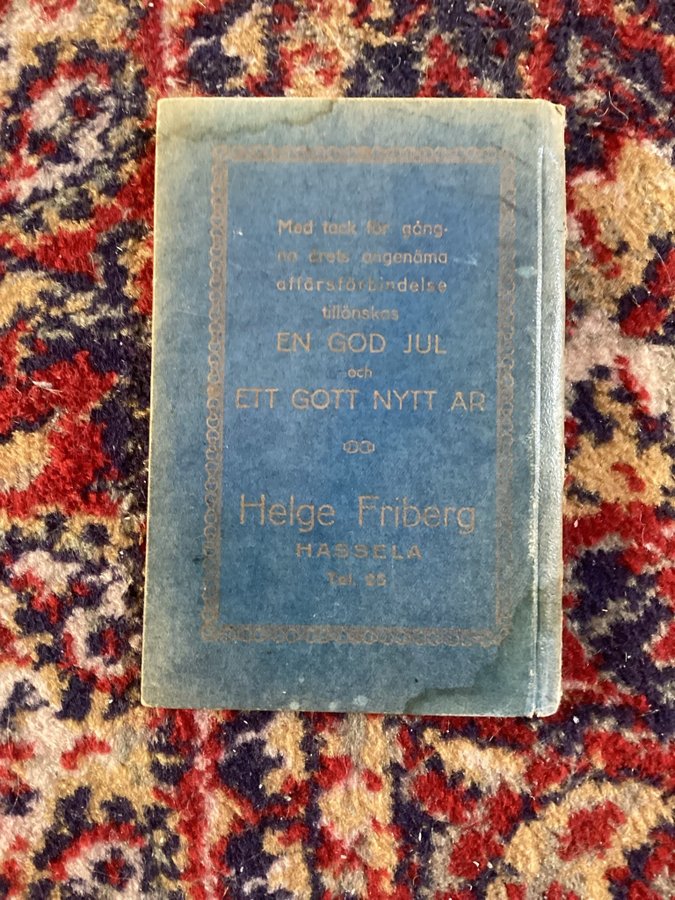 Med tack för gång-
na årets angenäma
affärsförbindelse
tillönskas
EN GOD JUL
och
ETT GOTT NYTT ÅR
Helge Friberg
HASSELA
Tel. 25